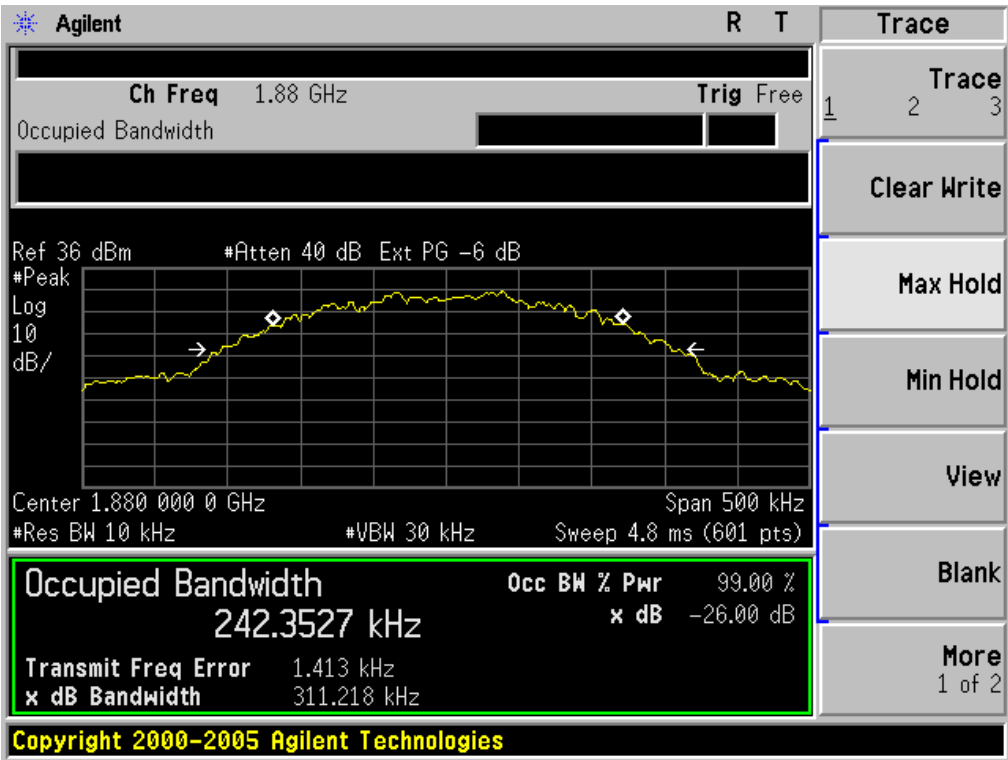 Agilent R T
Trace
Ch Freq 1.88 GHz Trig Free
Occupied Bandwidth
Trace
1 2 3
Clear Write
Max Hold
Min Hold
View
Blank
More
1 of 2
Ref 36 dBm #Atten 40 dB Ext PG -6 dB
#Peak
Log
10
dB/
Center 1.880 000 0 GHz Span 500 kHz
#Res BW 10 kHz #VBW 30 kHz Sweep 4.8 ms (601 pts)
Occupied Bandwidth Occ BW % Pwr 99.00 %
242.3527 kHz x dB -26.00 dB
Transmit Freq Error 1.413 kHz
x dB Bandwidth 311.218 kHz
Copyright 2000-2005 Agilent Technologies